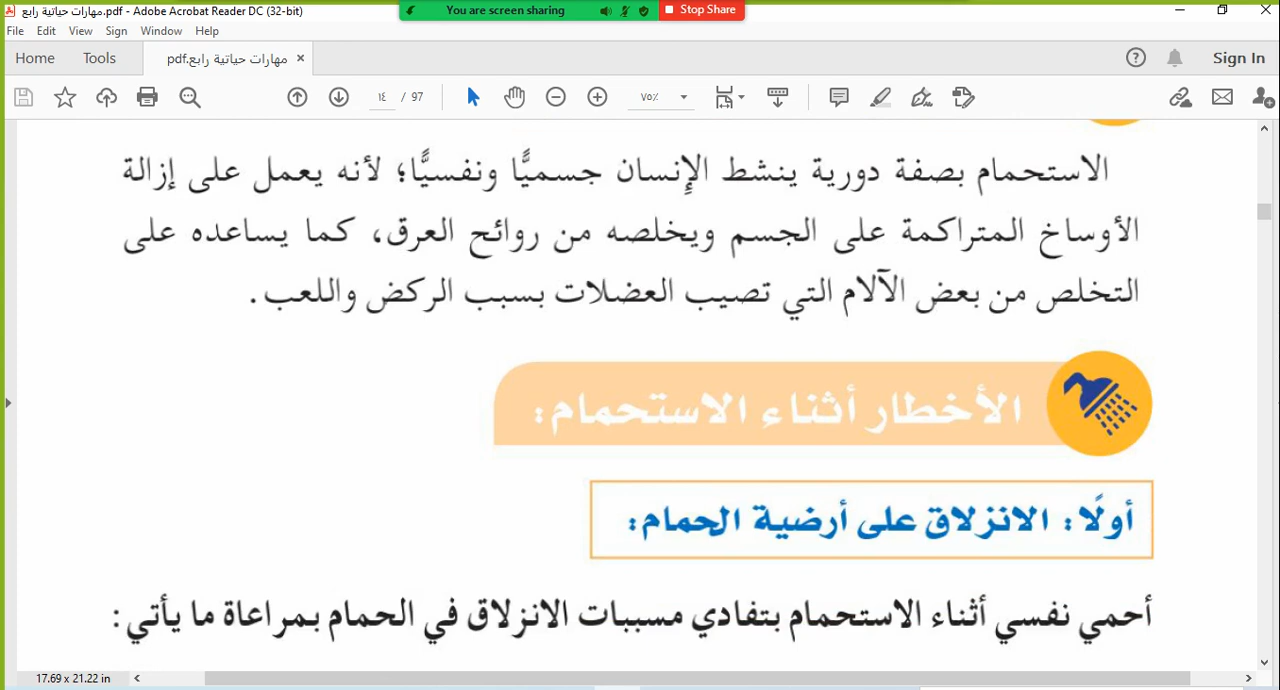 مهارات حياتية رابع.pdf - Adobe Acrobat Reader DC (32-bit)
You are screen sharing
Stop Share
File Edit View Sign Window Help
Home Tools مهارات حياتية رابع.pdf × Sign In
١٤ / 97 ٧٥٪
الاستحمام بصفة دورية ينشط الإنسان جسميًّا ونفسيًّا؛ لأنه يعمل على إزالة
الأوساخ المتراكمة على الجسم ويخلصه من روائح العرق، كما يساعده على
التخلص من بعض الآلام التي تصيب العضلات بسبب الركض واللعب.
الأخطار أثناء الاستحمام:
أولًا: الانزلاق على أرضية الحمام:
أحمي نفسي أثناء الاستحمام بتفادي مسببات الانزلاق في الحمام بمراعاة ما يأتي:
17.69 x 21.22 in